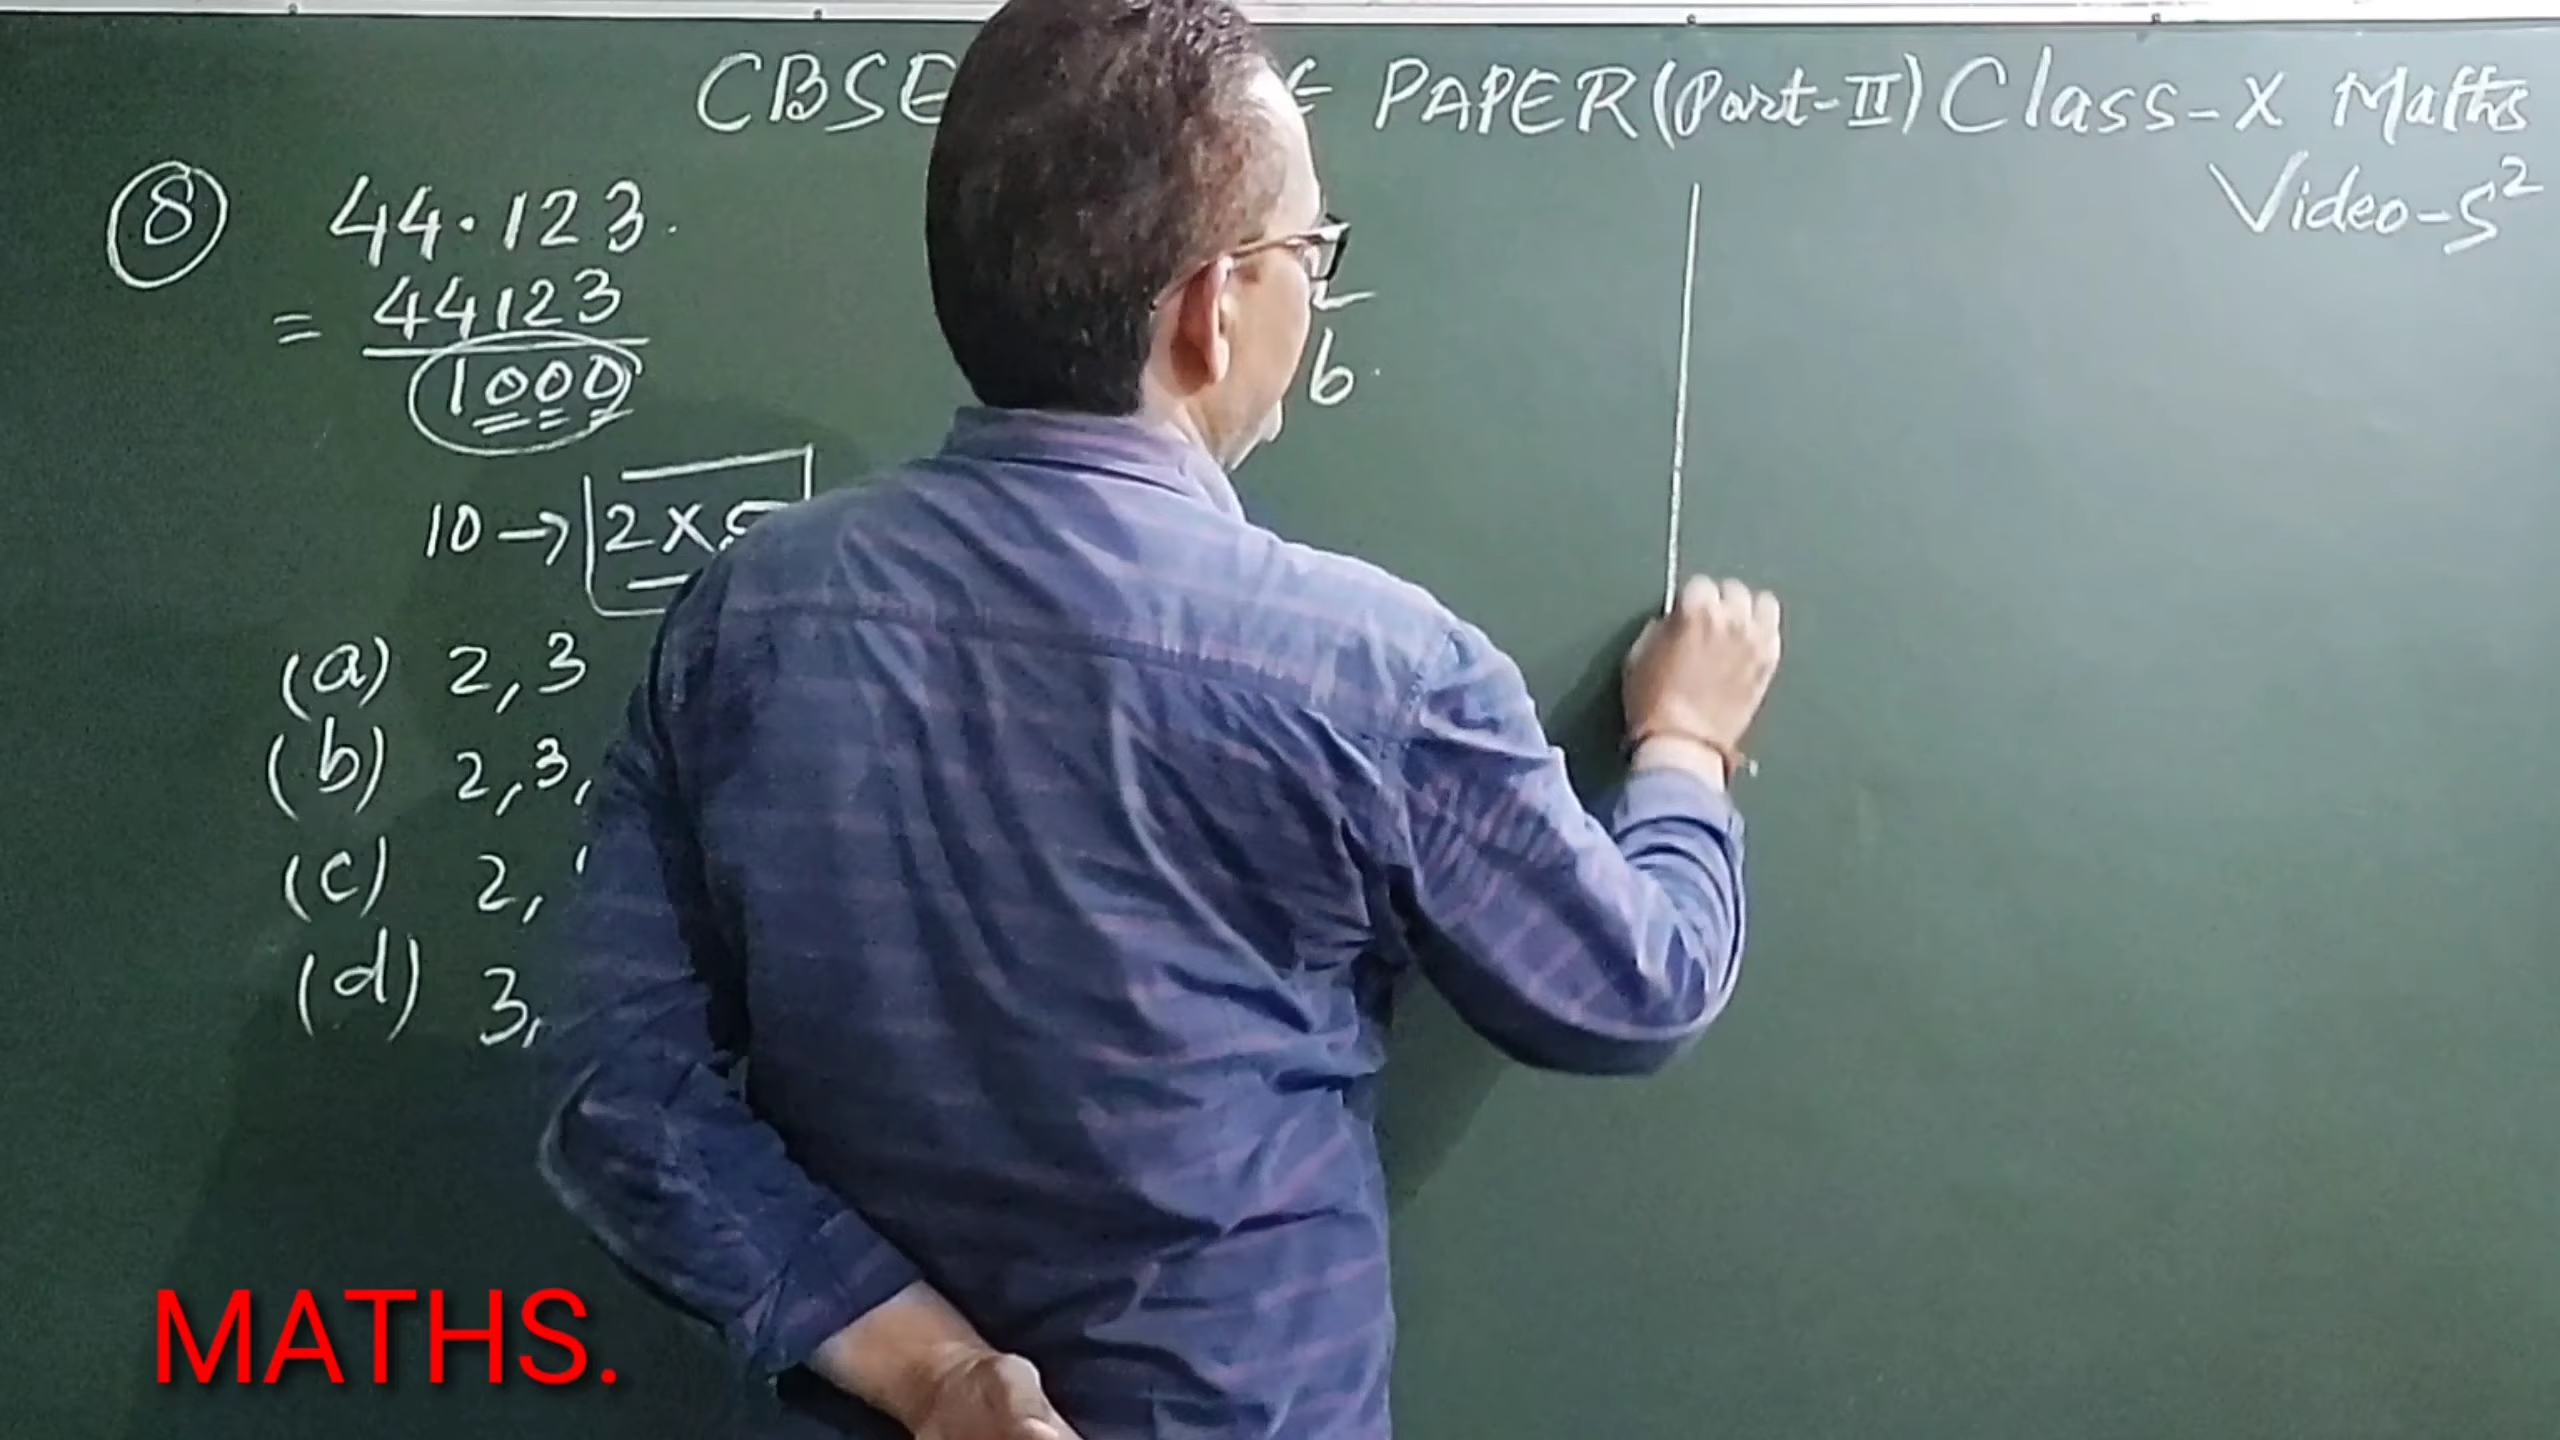 CBSE PAPER (Part-II) Class-X Maths
Video-5²
8 44.123.
= 44123
1000
b.
10→ 2×5
(a) 2,3
(b) 2,3,
(c) 2,
(d) 3,
MATHS.